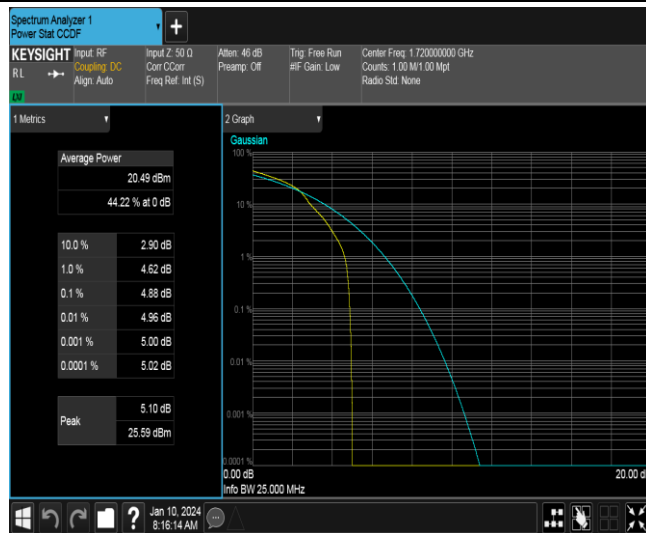 Spectrum Analyzer 1
Power Stat CCDF
+
KEYSIGHT
RL
LXI
Input: RF
Coupling: DC
Align: Auto
Input Z: 50 Ω
Corr CCorr
Freq Ref: Int (S)
Atten: 46 dB
Preamp: Off
Trig: Free Run
#IF Gain: Low
Center Freq: 1.720000000 GHz
Counts: 1.00 M/1.00 Mpt
Radio Std: None
1 Metrics
Average Power
20.49 dBm
44.22 % at 0 dB
10.0 % 2.90 dB
1.0 % 4.62 dB
0.1 % 4.88 dB
0.01 % 4.96 dB
0.001 % 5.00 dB
0.0001 % 5.02 dB
Peak 5.10 dB
25.59 dBm
2 Graph
Gaussian
100 %
10 %
1 %
0.1 %
0.01 %
0.001 %
0.0001 %
0.00 dB 20.00 d
Info BW 25.000 MHz
?
Jan 10, 2024
8:16:14 AM